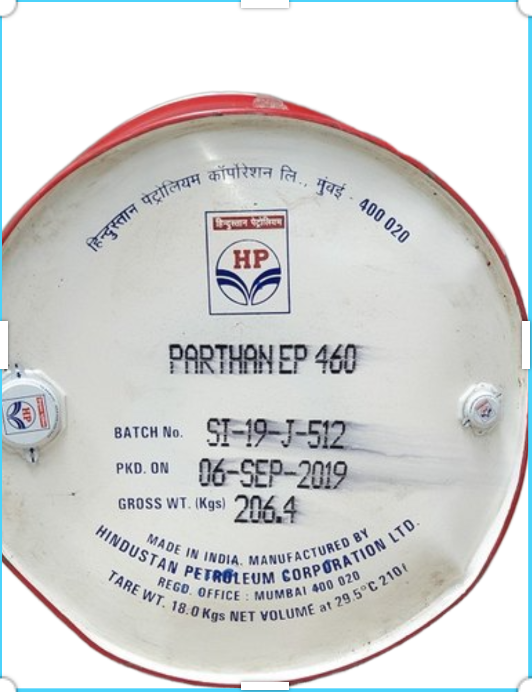 हिन्दुस्तान पेट्रोलियम कॉर्पोरेशन लि., मुंबई - 400 020
हिन्दुस्तान पेट्रोलियम
HP
PARTHAN EP 460
BATCH No. SI-19-J-512
PKD. ON 06-SEP-2019
GROSS WT. (Kgs) 206.4
MADE IN INDIA. MANUFACTURED BY
HINDUSTAN PETROLEUM CORPORATION LTD.
REGD. OFFICE : MUMBAI 400 020
TARE WT. 18.0 Kgs NET VOLUME at 29.5°C 210 l
HP